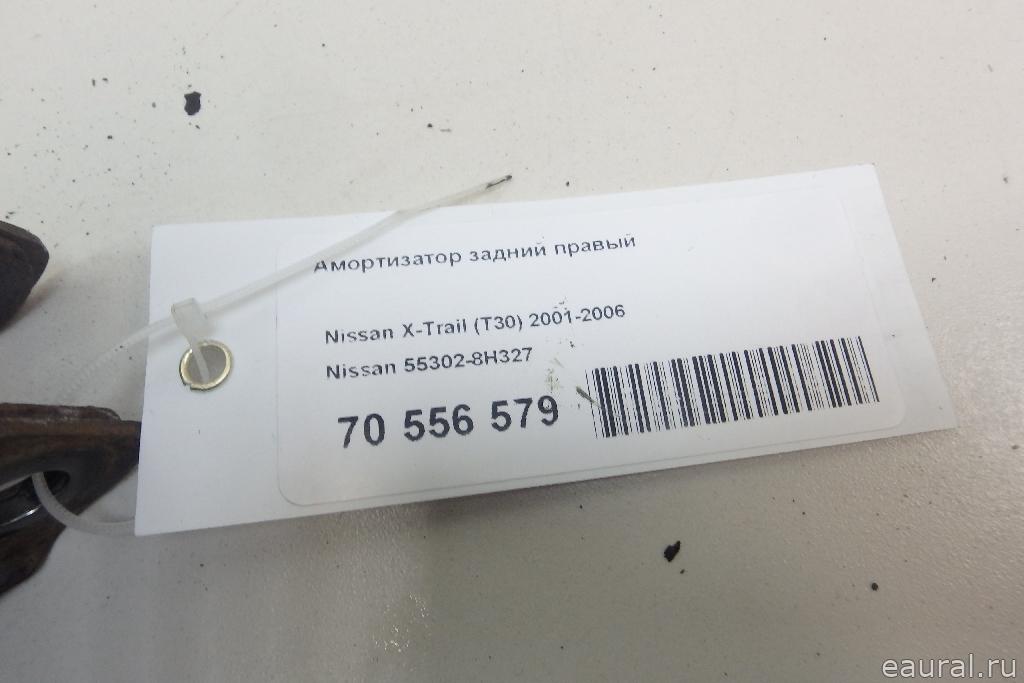 Амортизатор задний правый
Nissan X-Trail (T30) 2001-2006
Nissan 55302-8H327
70 556 579
eaural.ru